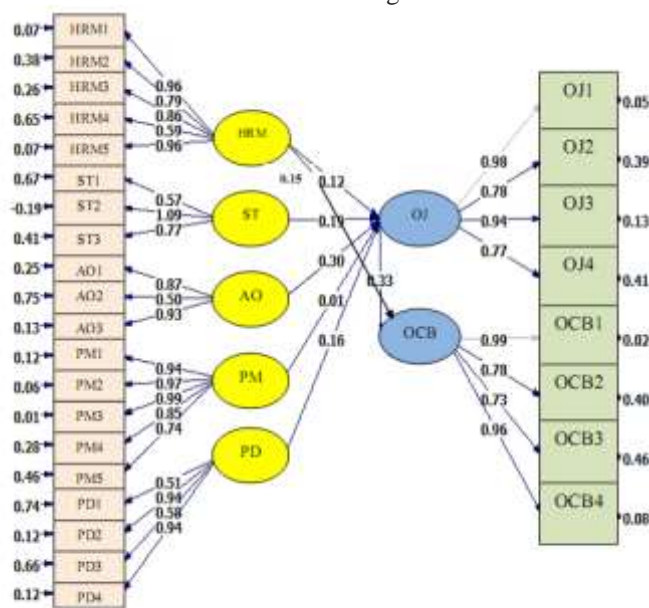 0.07 HRM1
0.38 HRM2
0.26 HRM3
0.65 HRM4
0.07 HRM5
0.67 ST1
-0.19 ST2
0.41 ST3
0.25 AO1
0.75 AO2
0.13 AO3
0.12 PM1
0.06 PM2
0.01 PM3
0.28 PM4
0.46 PM5
0.74 PD1
0.12 PD2
0.66 PD3
0.12 PD4
0.96
0.79
0.86
0.59
0.96
0.57
1.09
0.77
0.87
0.50
0.93
0.94
0.97
0.99
0.85
0.74
0.51
0.94
0.58
0.94
HRM
ST
AO
PM
PD
0.15
0.12
0.19
0.30
0.01
0.16
0.33
OJ
OCB
0.98
0.78
0.94
0.77
0.99
0.78
0.73
0.96
OJ1 0.05
OJ2 0.39
OJ3 0.13
OJ4 0.41
OCB1 0.02
OCB2 0.40
OCB3 0.46
OCB4 0.08